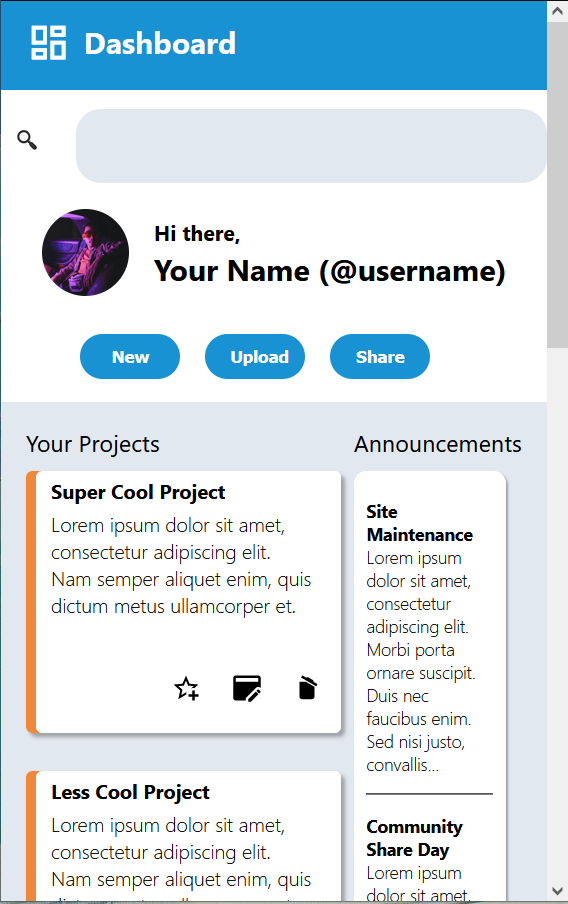 Dashboard
Hi there,
Your Name (@username)
New
Upload
Share
Your Projects
Super Cool Project
Lorem ipsum dolor sit amet,
consectetur adipiscing elit.
Nam semper aliquet enim, quis
dictum metus ullamcorper et.
Less Cool Project
Lorem ipsum dolor sit amet,
consectetur adipiscing elit.
Nam semper aliquet enim, quis
Announcements
Site
Maintenance
Lorem ipsum
dolor sit amet,
consectetur
adipiscing elit.
Morbi porta
ornare suscipit.
Duis nec
faucibus enim.
Sed nisi justo,
convallis...
Community
Share Day
Lorem ipsum
dolor sit amet,